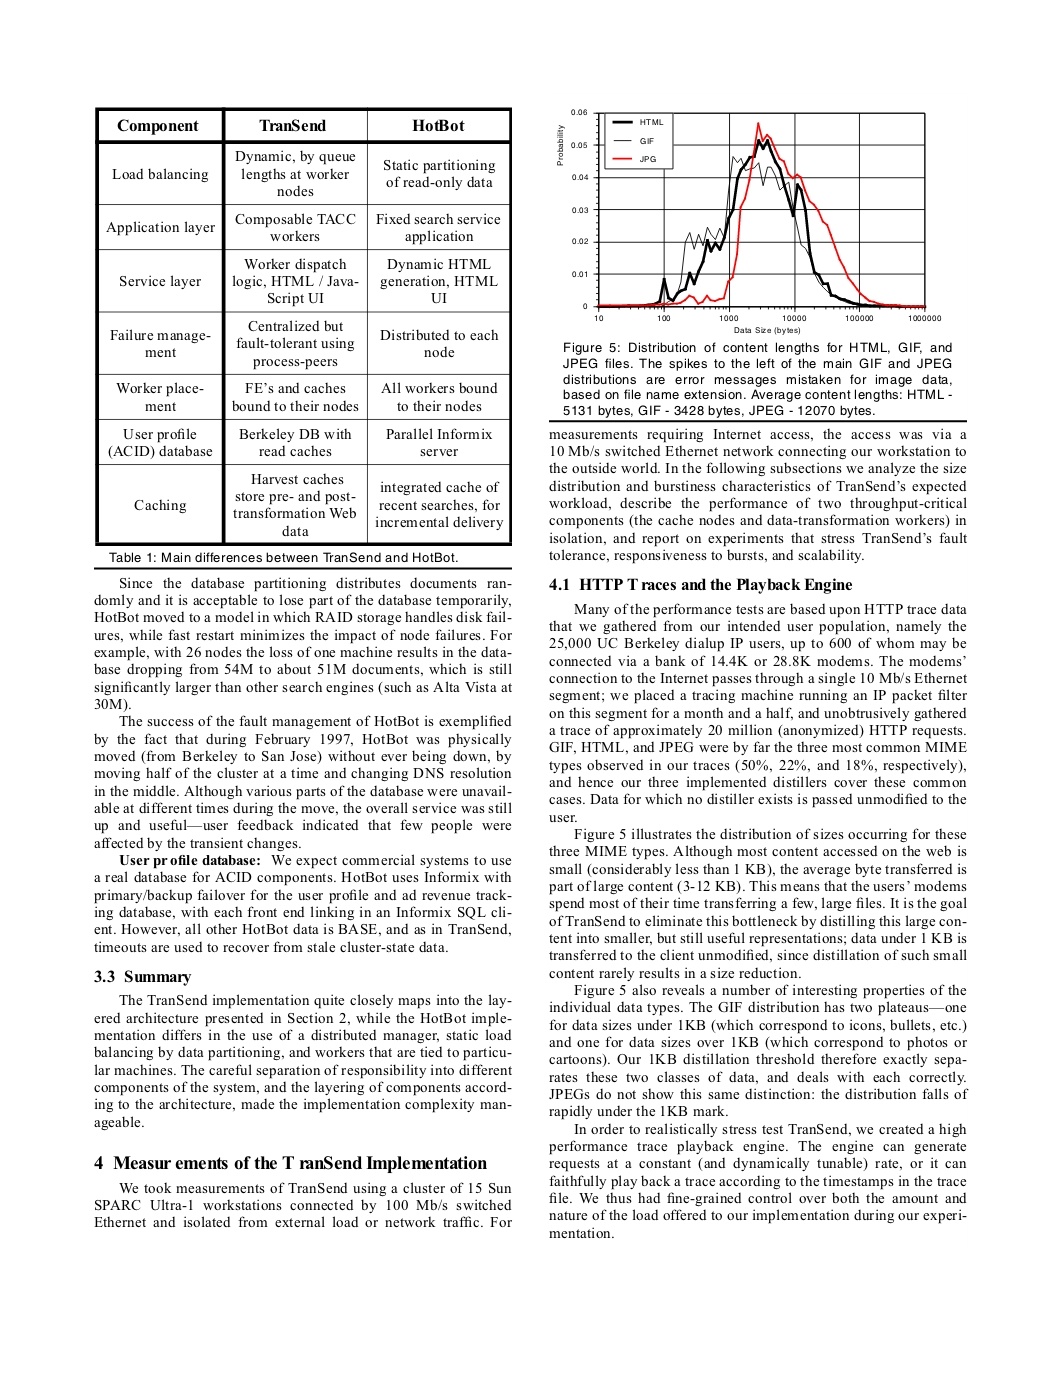 Component TranSend HotBot
Load balancing
Dynamic, by queue
lengths at worker
nodes
Static partitioning
of read-only data
Application layer
Composable TACC
workers
Fixed search service
application
Service layer
Worker dispatch
logic, HTML / Java-
Script UI
Dynamic HTML
generation, HTML
UI
Failure manage-
ment
Centralized but
fault-tolerant using
process-peers
Distributed to each
node
Worker place-
ment
FE's and caches
bound to their nodes
All workers bound
to their nodes
User profile
(ACID) database
Berkeley DB with
read caches
Parallel Informix
server
Caching
Harvest caches
store pre- and post-
transformation Web
data
integrated cache of
recent searches, for
incremental delivery
Table 1: Main differences between TranSend and HotBot.
Since the database partitioning distributes documents ran-
domly and it is acceptable to lose part of the database temporarily,
HotBot moved to a model in which RAID storage handles disk fail-
ures, while fast restart minimizes the impact of node failures. For
example, with 26 nodes the loss of one machine results in the data-
base dropping from 54M to about 51M documents, which is still
significantly larger than other search engines (such as Alta Vista at
30M).
The success of the fault management of HotBot is exemplified
by the fact that during February 1997, HotBot was physically
moved (from Berkeley to San Jose) without ever being down, by
moving half of the cluster at a time and changing DNS resolution
in the middle. Although various parts of the database were unavail-
able at different times during the move, the overall service was still
up and useful—user feedback indicated that few people were
affected by the transient changes.
User profile database: We expect commercial systems to use
a real database for ACID components. HotBot uses Informix with
primary/backup failover for the user profile and ad revenue track-
ing database, with each front end linking in an Informix SQL cli-
ent. However, all other HotBot data is BASE, and as in TranSend,
timeouts are used to recover from stale cluster-state data.
3.3 Summary
The TranSend implementation quite closely maps into the lay-
ered architecture presented in Section 2, while the HotBot imple-
mentation differs in the use of a distributed manager, static load
balancing by data partitioning, and workers that are tied to particu-
lar machines. The careful separation of responsibility into different
components of the system, and the layering of components accord-
ing to the architecture, made the implementation complexity man-
ageable.
4 Measurements of the TranSend Implementation
We took measurements of TranSend using a cluster of 15 Sun
SPARC Ultra-1 workstations connected by 100 Mb/s switched
Ethernet and isolated from external load or network traffic. For
Probability
0.06
0.05
0.04
0.03
0.02
0.01
0
HTML
GIF
JPG
10 100 1000 10000 100000 1000000
Data Size (bytes)
Figure 5: Distribution of content lengths for HTML, GIF, and
JPEG files. The spikes to the left of the main GIF and JPEG
distributions are error messages mistaken for image data,
based on file name extension. Average content lengths: HTML -
5131 bytes, GIF - 3428 bytes, JPEG - 12070 bytes.
measurements requiring Internet access, the access was via a
10 Mb/s switched Ethernet network connecting our workstation to
the outside world. In the following subsections we analyze the size
distribution and burstiness characteristics of TranSend's expected
workload, describe the performance of two throughput-critical
components (the cache nodes and data-transformation workers) in
isolation, and report on experiments that stress TranSend's fault
tolerance, responsiveness to bursts, and scalability.
4.1 HTTP Traces and the Playback Engine
Many of the performance tests are based upon HTTP trace data
that we gathered from our intended user population, namely the
25,000 UC Berkeley dialup IP users, up to 600 of whom may be
connected via a bank of 14.4K or 28.8K modems. The modems'
connection to the Internet passes through a single 10 Mb/s Ethernet
segment; we placed a tracing machine running an IP packet filter
on this segment for a month and a half, and unobtrusively gathered
a trace of approximately 20 million (anonymized) HTTP requests.
GIF, HTML, and JPEG were by far the three most common MIME
types observed in our traces (50%, 22%, and 18%, respectively),
and hence our three implemented distillers cover these common
cases. Data for which no distiller exists is passed unmodified to the
user.
Figure 5 illustrates the distribution of sizes occurring for these
three MIME types. Although most content accessed on the web is
small (considerably less than 1 KB), the average byte transferred is
part of large content (3-12 KB). This means that the users' modems
spend most of their time transferring a few, large files. It is the goal
of TranSend to eliminate this bottleneck by distilling this large con-
tent into smaller, but still useful representations; data under 1 KB is
transferred to the client unmodified, since distillation of such small
content rarely results in a size reduction.
Figure 5 also reveals a number of interesting properties of the
individual data types. The GIF distribution has two plateaus—one
for data sizes under 1KB (which correspond to icons, bullets, etc.)
and one for data sizes over 1KB (which correspond to photos or
cartoons). Our 1KB distillation threshold therefore exactly sepa-
rates these two classes of data, and deals with each correctly.
JPEGs do not show this same distinction: the distribution falls of
rapidly under the 1KB mark.
In order to realistically stress test TranSend, we created a high
performance trace playback engine. The engine can generate
requests at a constant (and dynamically tunable) rate, or it can
faithfully play back a trace according to the timestamps in the trace
file. We thus had fine-grained control over both the amount and
nature of the load offered to our implementation during our experi-
mentation.